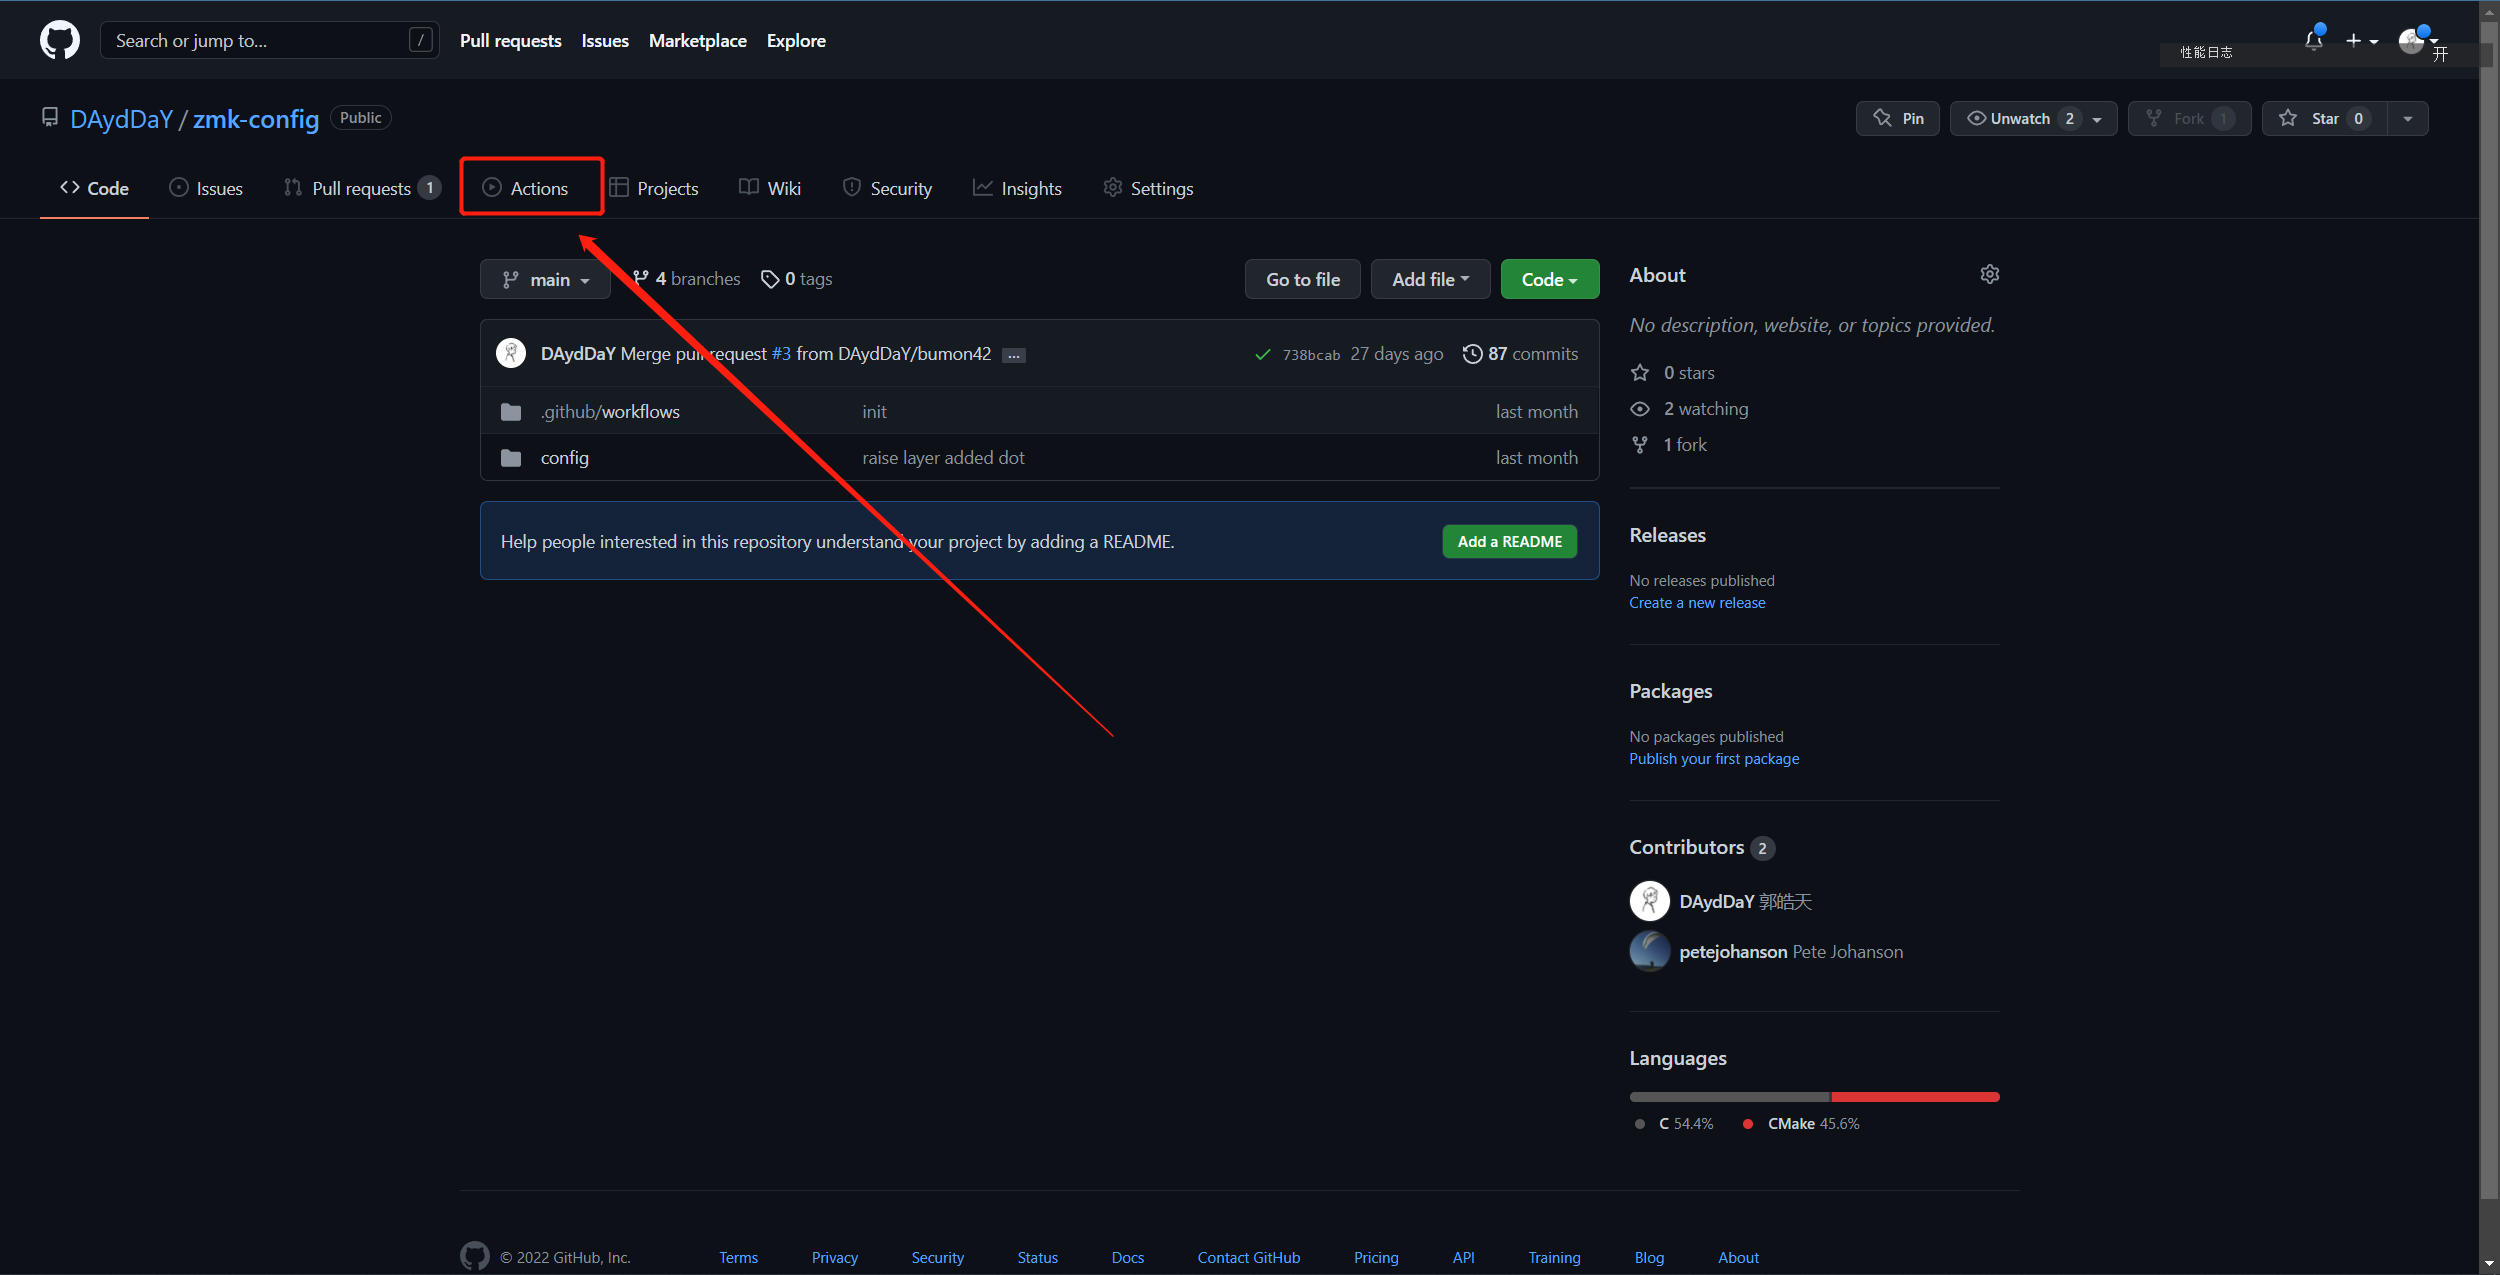 Search or jump to... /
Pull requests Issues Marketplace Explore
性能日志 开
DAydDaY / zmk-config Public
Pin Unwatch 2 Fork 1 Star 0
Code Issues Pull requests 1 Actions Projects Wiki Security Insights Settings
main 4 branches 0 tags Go to file Add file Code
DAydDaY Merge pull request #3 from DAydDaY/bumon42 ... 738bcab 27 days ago 87 commits
.github/workflows init last month
config raise layer added dot last month
Help people interested in this repository understand your project by adding a README. Add a README
About
No description, website, or topics provided.
0 stars
2 watching
1 fork
Releases
No releases published
Create a new release
Packages
No packages published
Publish your first package
Contributors 2
DAydDaY 郭皓天
petejohanson Pete Johanson
Languages
C 54.4% CMake 45.6%
© 2022 GitHub, Inc. Terms Privacy Security Status Docs Contact GitHub Pricing API Training Blog About